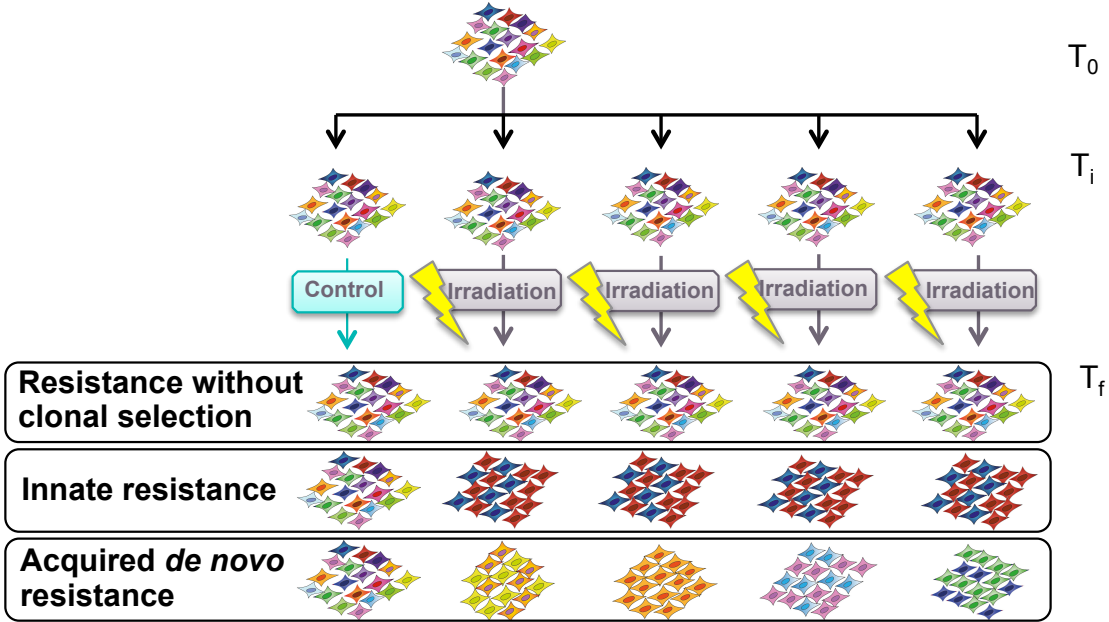 T0
Ti
Control
Irradiation
Irradiation
Irradiation
Irradiation
Resistance without
clonal selection
Tf
Innate resistance
Acquired de novo
resistance